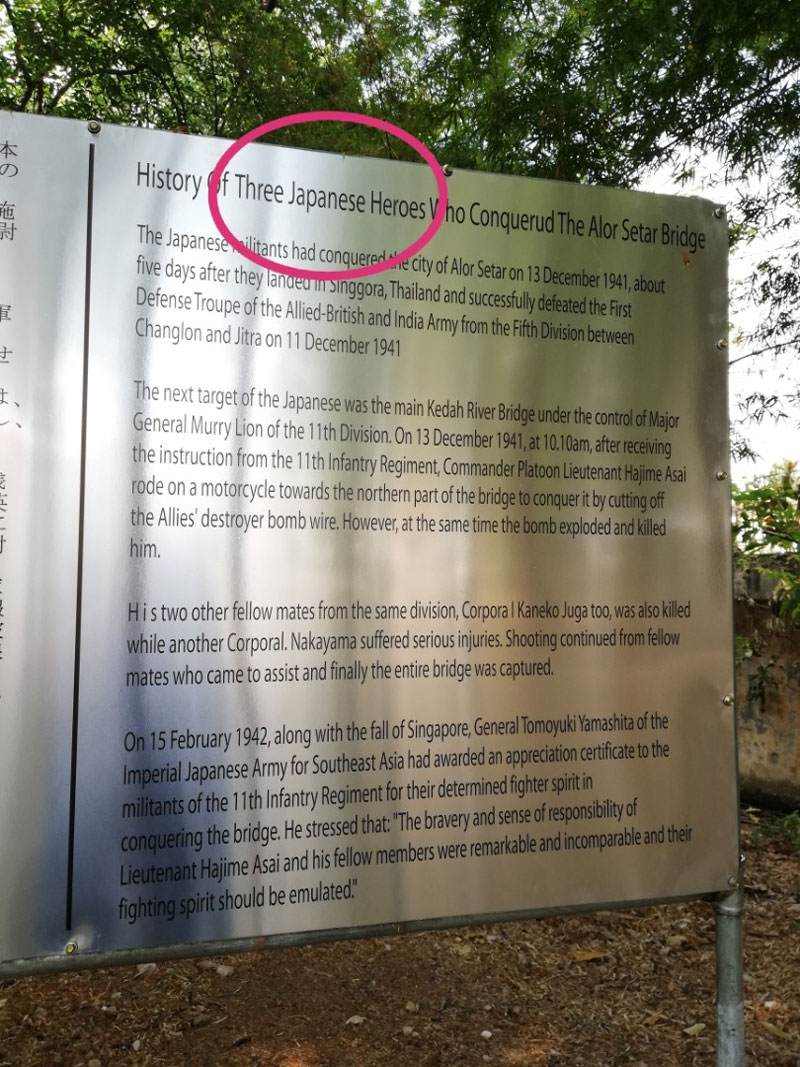 本の
施
尉
軍
せ
は、
History Of Three Japanese Heroes Who Conquerud The Alor Setar Bridge
The Japanese militants had conquered the city of Alor Setar on 13 December 1941, about
five days after they landed in Singgora, Thailand and successfully defeated the First
Defense Troupe of the Allied-British and India Army from the Fifth Division between
Changlon and Jitra on 11 December 1941
The next target of the Japanese was the main Kedah River Bridge under the control of Major
General Murry Lion of the 11th Division. On 13 December 1941, at 10.10am, after receiving
the instruction from the 11th Infantry Regiment, Commander Platoon Lieutenant Hajime Asai
rode on a motorcycle towards the northern part of the bridge to conquer it by cutting off
the Allies' destroyer bomb wire. However, at the same time the bomb exploded and killed
him.
H i s two other fellow mates from the same division, Corpora l Kaneko Juga too, was also killed
while another Corporal. Nakayama suffered serious injuries. Shooting continued from fellow
mates who came to assist and finally the entire bridge was captured.
On 15 February 1942, along with the fall of Singapore, General Tomoyuki Yamashita of the
Imperial Japanese Army for Southeast Asia had awarded an appreciation certificate to the
militants of the 11th Infantry Regiment for their determined fighter spirit in
conquering the bridge. He stressed that: "The bravery and sense of responsibility of
Lieutenant Hajime Asai and his fellow members were remarkable and incomparable and their
fighting spirit should be emulated."